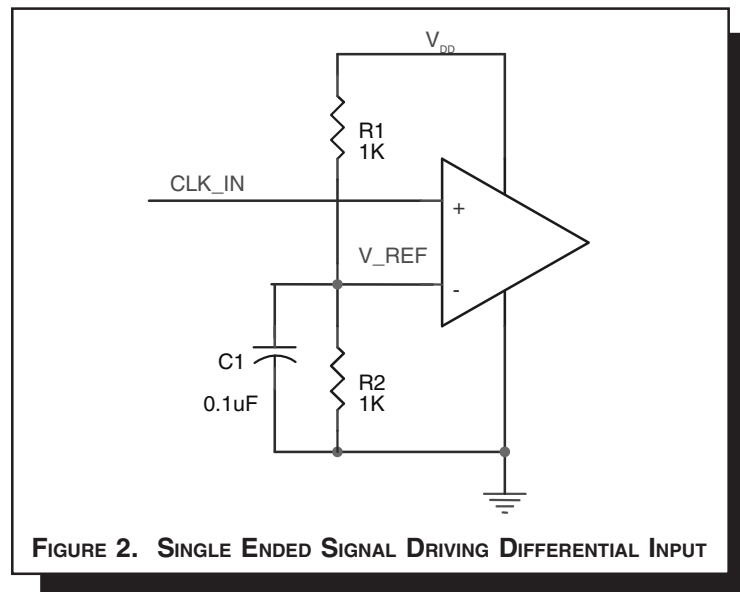 V_DD
R1
1K
CLK_IN
+
V_REF
-
C1
0.1uF
R2
1K
FIGURE 2. SINGLE ENDED SIGNAL DRIVING DIFFERENTIAL INPUT